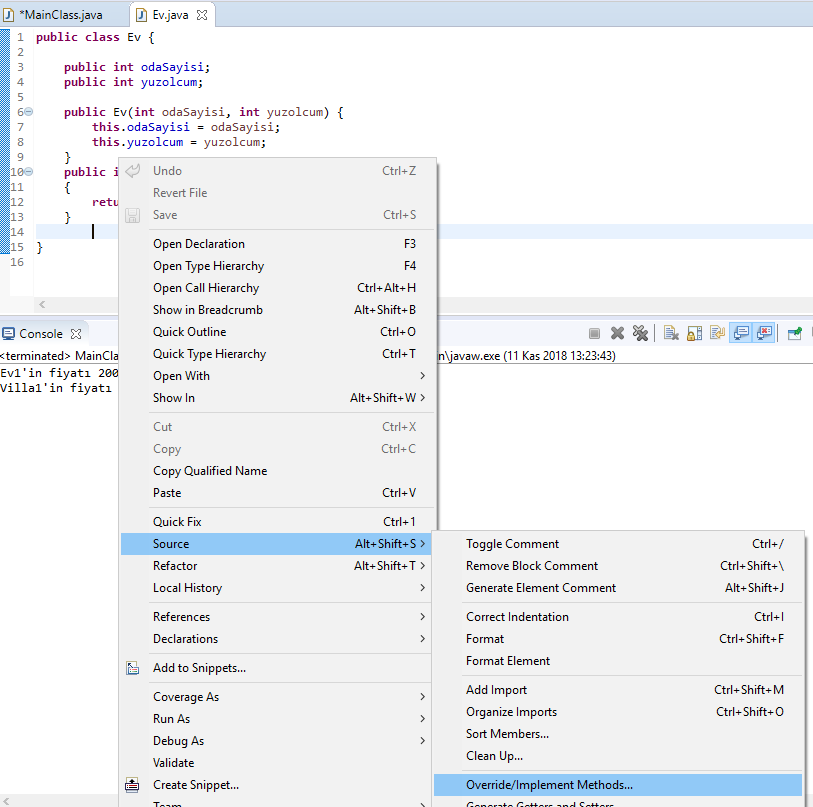 *MainClass.java
Ev.java
1 public class Ev {
2
3 public int odaSayisi;
4 public int yuzolcum;
5
6 public Ev(int odaSayisi, int yuzolcum) {
7 this.odaSayisi = odaSayisi;
8 this.yuzolcum = yuzolcum;
9 }
10 public i
11 {
12 retu
13 }
14
15 }
16
Undo Ctrl+Z
Revert File
Save Ctrl+S
Open Declaration F3
Open Type Hierarchy F4
Open Call Hierarchy Ctrl+Alt+H
Show in Breadcrumb Alt+Shift+B
Quick Outline Ctrl+O
Quick Type Hierarchy Ctrl+T
Open With
Show In Alt+Shift+W
Cut Ctrl+X
Copy Ctrl+C
Copy Qualified Name
Paste Ctrl+V
Quick Fix Ctrl+1
Source Alt+Shift+S
Refactor Alt+Shift+T
Local History
References
Declarations
Add to Snippets...
Coverage As
Run As
Debug As
Validate
Create Snippet...
Team
Console
<terminated> MainCla
n\javaw.exe (11 Kas 2018 13:23:43)
Ev1'in fiyatı 200
Villa1'in fiyatı
Toggle Comment Ctrl+/
Remove Block Comment Ctrl+Shift+\
Generate Element Comment Alt+Shift+J
Correct Indentation Ctrl+I
Format Ctrl+Shift+F
Format Element
Add Import Ctrl+Shift+M
Organize Imports Ctrl+Shift+O
Sort Members...
Clean Up...
Override/Implement Methods...
Generate Getters and Setters